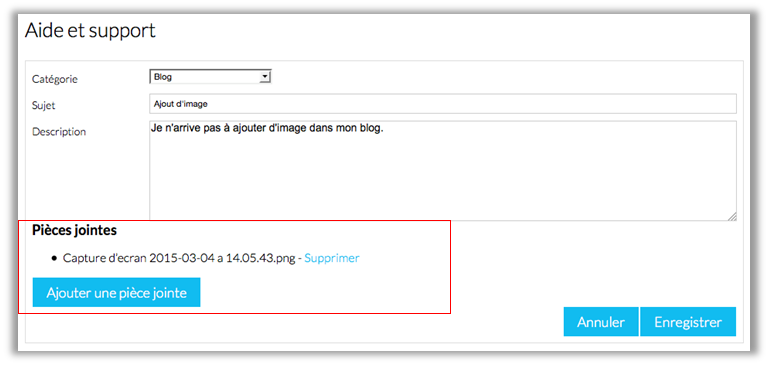 Aide et support
Catégorie Blog
Sujet Ajout d'image
Description Je n'arrive pas à ajouter d'image dans mon blog.
Pièces jointes
Capture d'ecran 2015-03-04 a 14.05.43.png - Supprimer
Ajouter une pièce jointe
Annuler Enregistrer